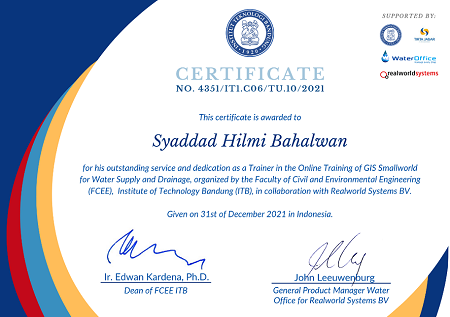 SUPPORTED BY:
INSTITUT TEKNOLOGI BANDUNG
1920
WaterOffice
realworldsystems
CERTIFICATE
NO. 4351/IT1.C06/TU.10/2021
This certificate is awarded to
Syaddad Hilmi Bahalwan
for his outstanding service and dedication as a Trainer in the Online Training of GIS Smallworld
for Water Supply and Drainage, organized by the Faculty of Civil and Environmental Engineering
(FCEE), Institute of Technology Bandung (ITB), in collaboration with Realworld Systems BV.
Given on 31st of December 2021 in Indonesia.
Ir. Edwan Kardena, Ph.D.
Dean of FCEE ITB
John Leeuwenburg
General Product Manager Water
Office for Realworld Systems BV